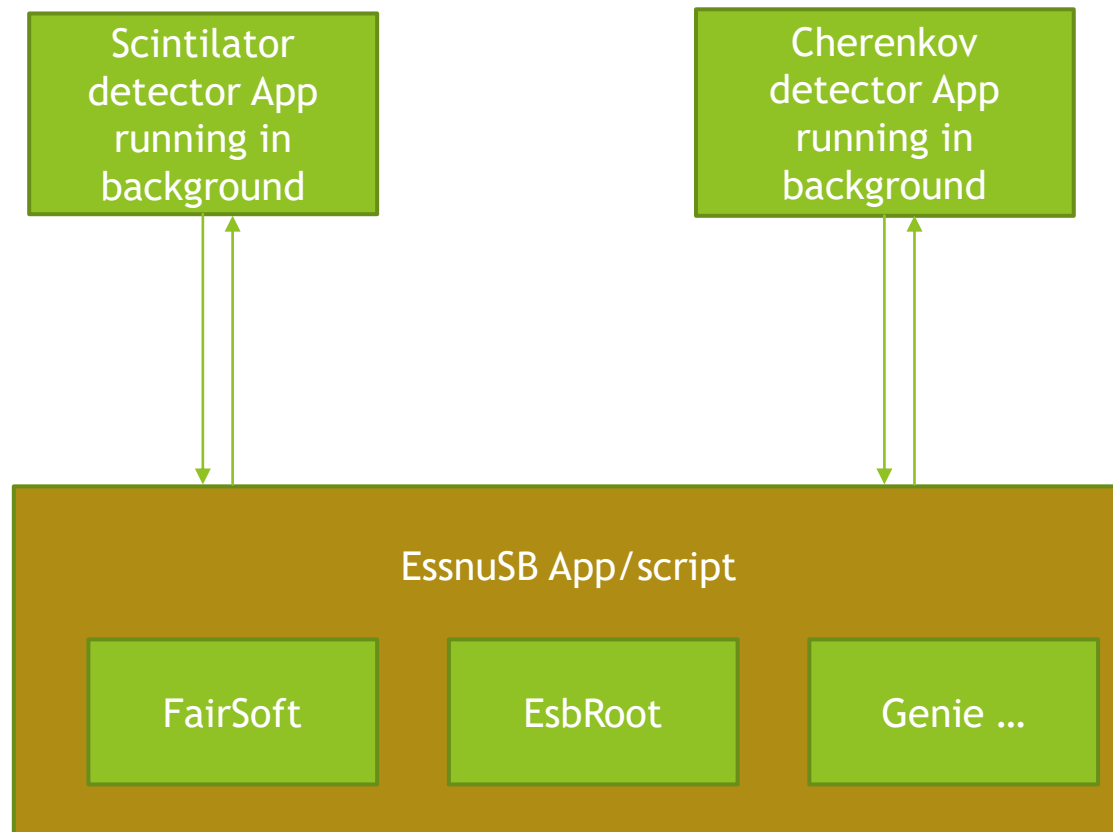 Scintilator
detector App
running in
background
Cherenkov
detector App
running in
background
EssnuSB App/script
FairSoft
EsbRoot
Genie …